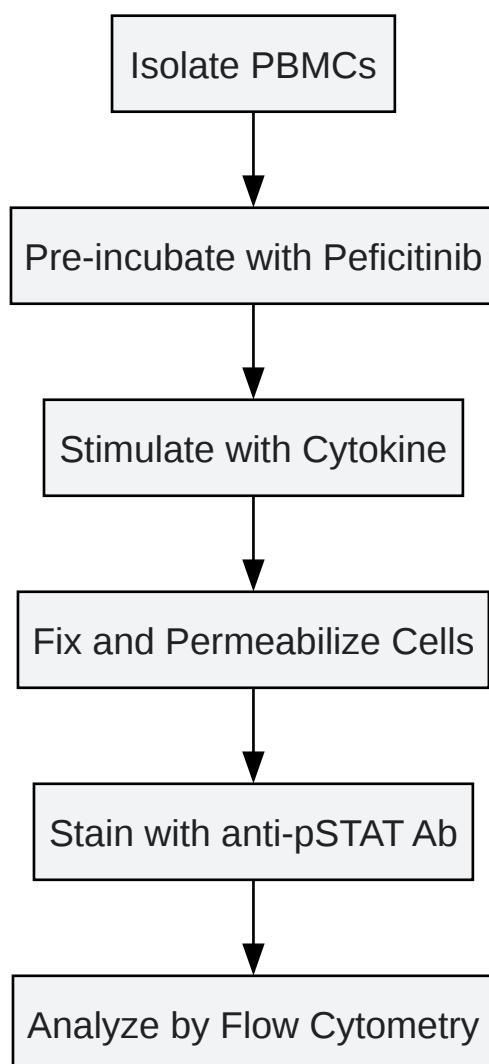 Isolate PBMCs
Pre-incubate with Peficitinib
Stimulate with Cytokine
Fix and Permeabilize Cells
Stain with anti-pSTAT Ab
Analyze by Flow Cytometry